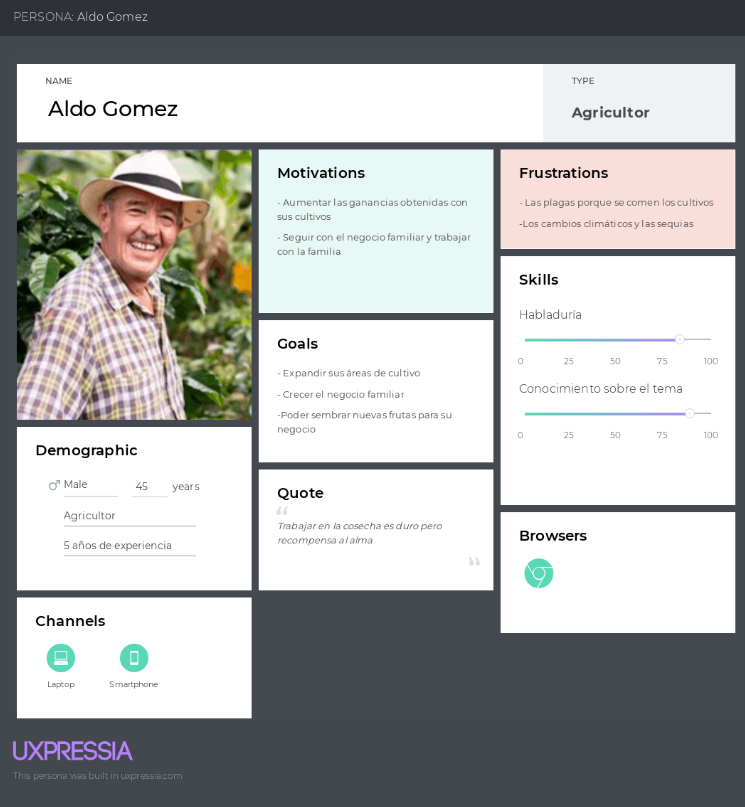 PERSONA: Aldo Gomez
NAME
Aldo Gomez
TYPE
Agricultor
Motivations
- Aumentar las ganancias obtenidas con
sus cultivos
- Seguir con el negocio familiar y trabajar
con la familia
Frustrations
- Las plagas porque se comen los cultivos
-Los cambios climáticos y las sequias
Skills
Habladuría
0 25 50 75 100
Conocimiento sobre el tema
0 25 50 75 100
Goals
- Expandir sus áreas de cultivo
- Crecer el negocio familiar
-Poder sembrar nuevas frutas para su
negocio
Demographic
Male 45 years
Agricultor
5 años de experiencia
Quote
“
Trabajar en la cosecha es duro pero
recompensa al alma
”
Browsers
Channels
Laptop Smartphone
UXPRESSIA
This persona was built in uxpressia.com